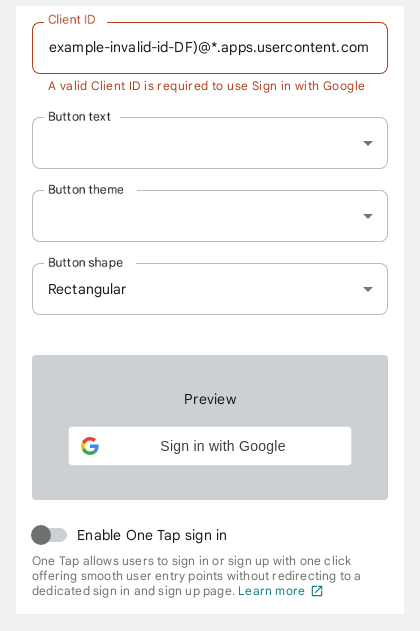 Client ID
example-invalid-id-DF)@*.apps.usercontent.com
A valid Client ID is required to use Sign in with Google
Button text
Button theme
Button shape
Rectangular
Preview
Sign in with Google
Enable One Tap sign in
One Tap allows users to sign in or sign up with one click
offering smooth user entry points without redirecting to a
dedicated sign in and sign up page. Learn more